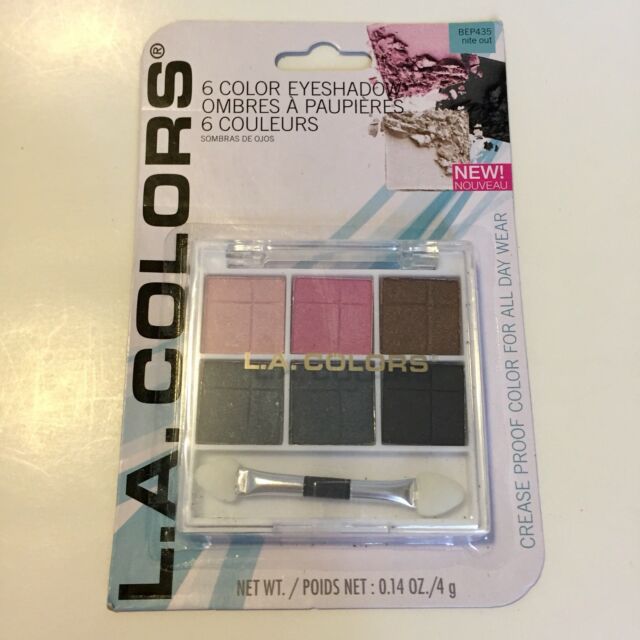 BEP435
nite out
6 COLOR EYESHADOW
OMBRES À PAUPIÈRES
6 COULEURS
SOMBRAS DE OJOS
L.A. COLORS®
NEW!
NOUVEAU
CREASE PROOF COLOR FOR ALL DAY WEAR
L.A. COLORS®
NET WT. / POIDS NET : 0.14 OZ./4 g